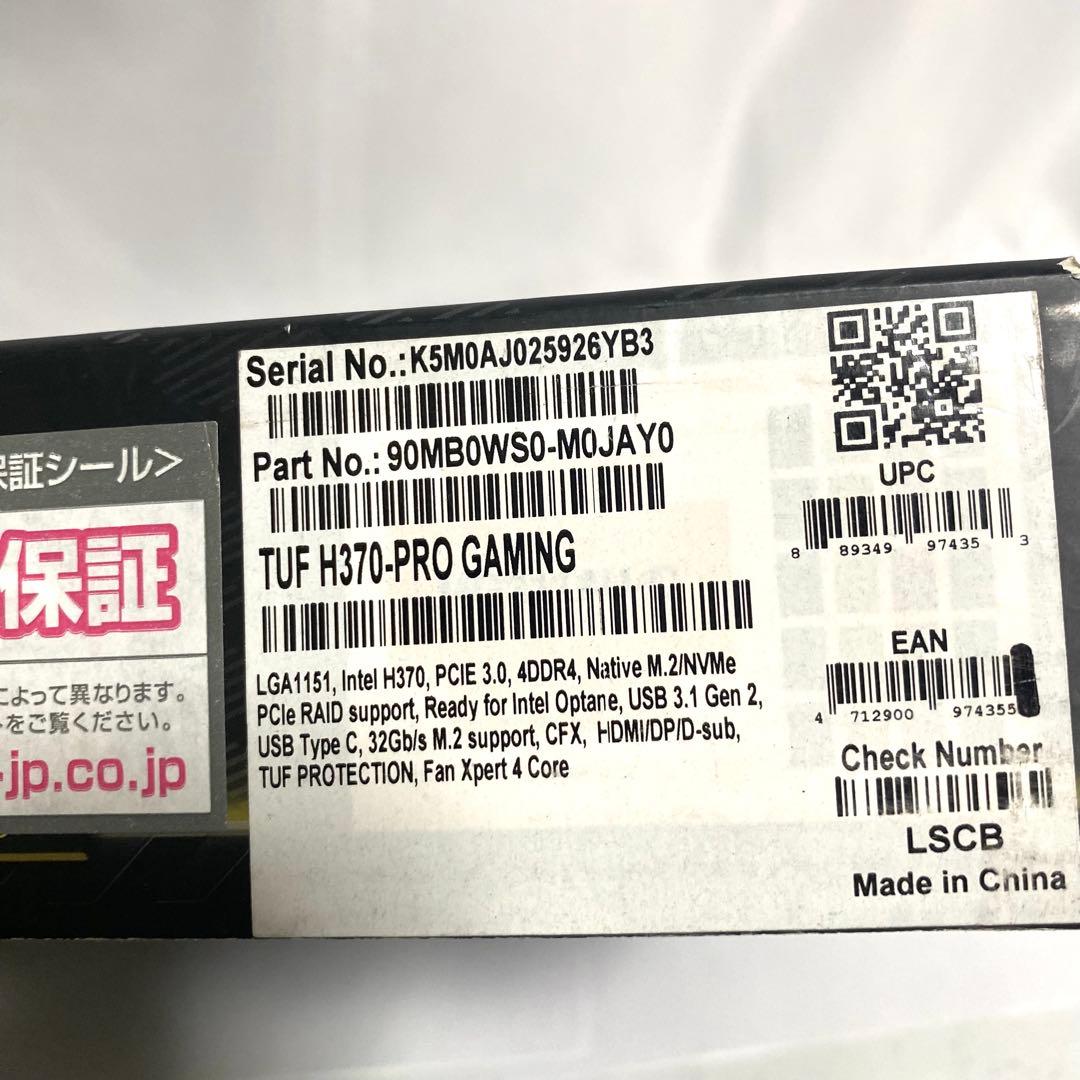 Serial No.:K5M0AJ025926YB3
Part No.: 90MB0WS0-M0JAY0
TUF H370-PRO GAMING
LGA1151, Intel H370, PCIE 3.0, 4DDR4, Native M.2/NVMe
PCIe RAID support, Ready for Intel Optane, USB 3.1 Gen 2,
USB Type C, 32Gb/s M.2 support, CFX, HDMI/DP/D-sub,
TUF PROTECTION, Fan Xpert 4 Core
UPC
8 89349 97435 3
EAN
4 712900 974355
Check Number
LSCB
Made in China
保証シール>
保証
によって異なります。
をご覧ください。
-jp.co.jp